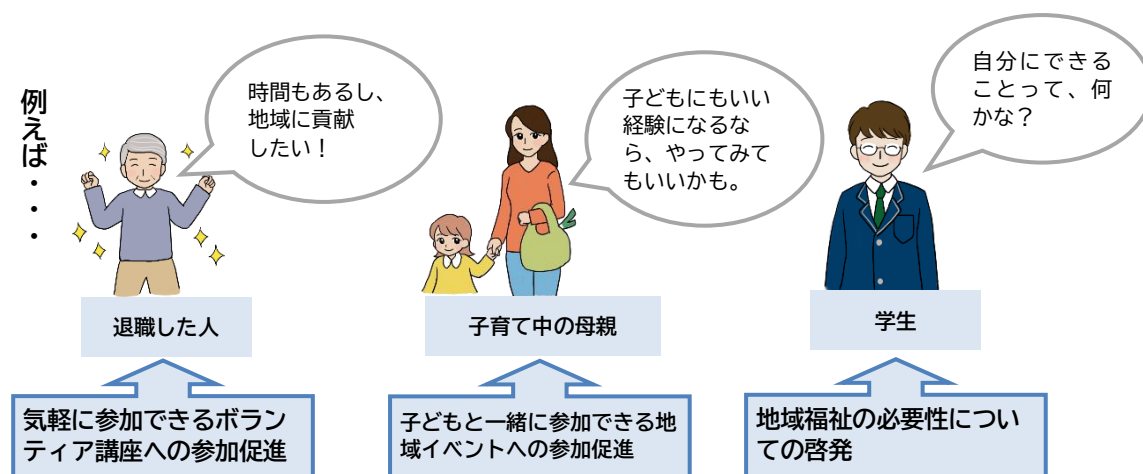 例えば・・・
時間もあるし、
地域に貢献
したい！
子どもにもいい
経験になるな
ら、やってみて
もいいかも。
自分にできる
ことって、何
かな？
退職した人
子育て中の母親
学生
気軽に参加できるボラン
ティア講座への参加促進
子どもと一緒に参加できる地
域イベントへの参加促進
地域福祉の必要性につい
ての啓発